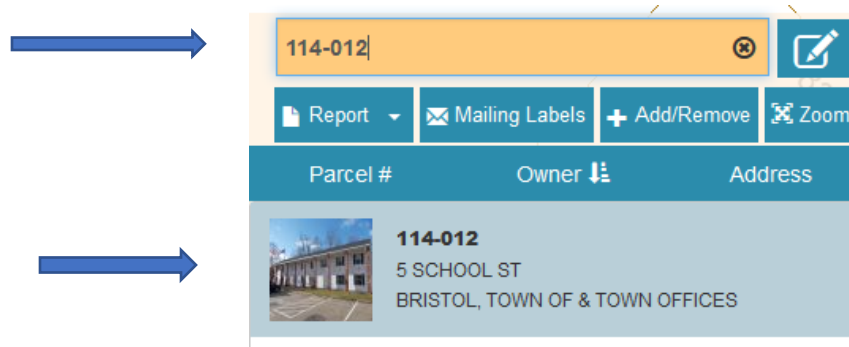 114-012
Report Mailing Labels Add/Remove Zoom
Parcel # Owner Address
114-012
5 SCHOOL ST
BRISTOL, TOWN OF & TOWN OFFICES